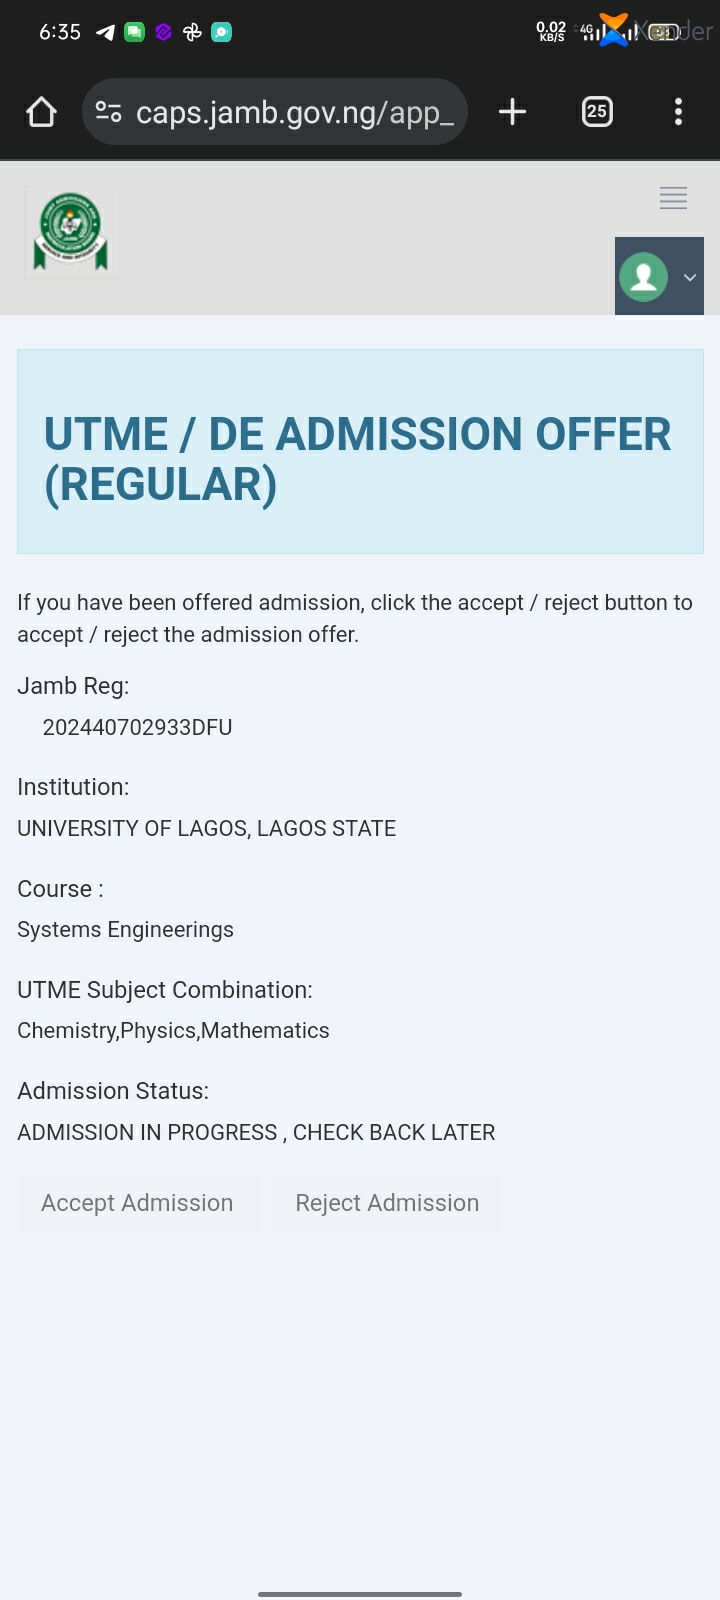 6:35
0.02
KB/S
4G
Xender
caps.jamb.gov.ng/app_
25
UTME / DE ADMISSION OFFER
(REGULAR)
If you have been offered admission, click the accept / reject button to
accept / reject the admission offer.
Jamb Reg:
202440702933DFU
Institution:
UNIVERSITY OF LAGOS, LAGOS STATE
Course :
Systems Engineerings
UTME Subject Combination:
Chemistry,Physics,Mathematics
Admission Status:
ADMISSION IN PROGRESS , CHECK BACK LATER
Accept Admission
Reject Admission